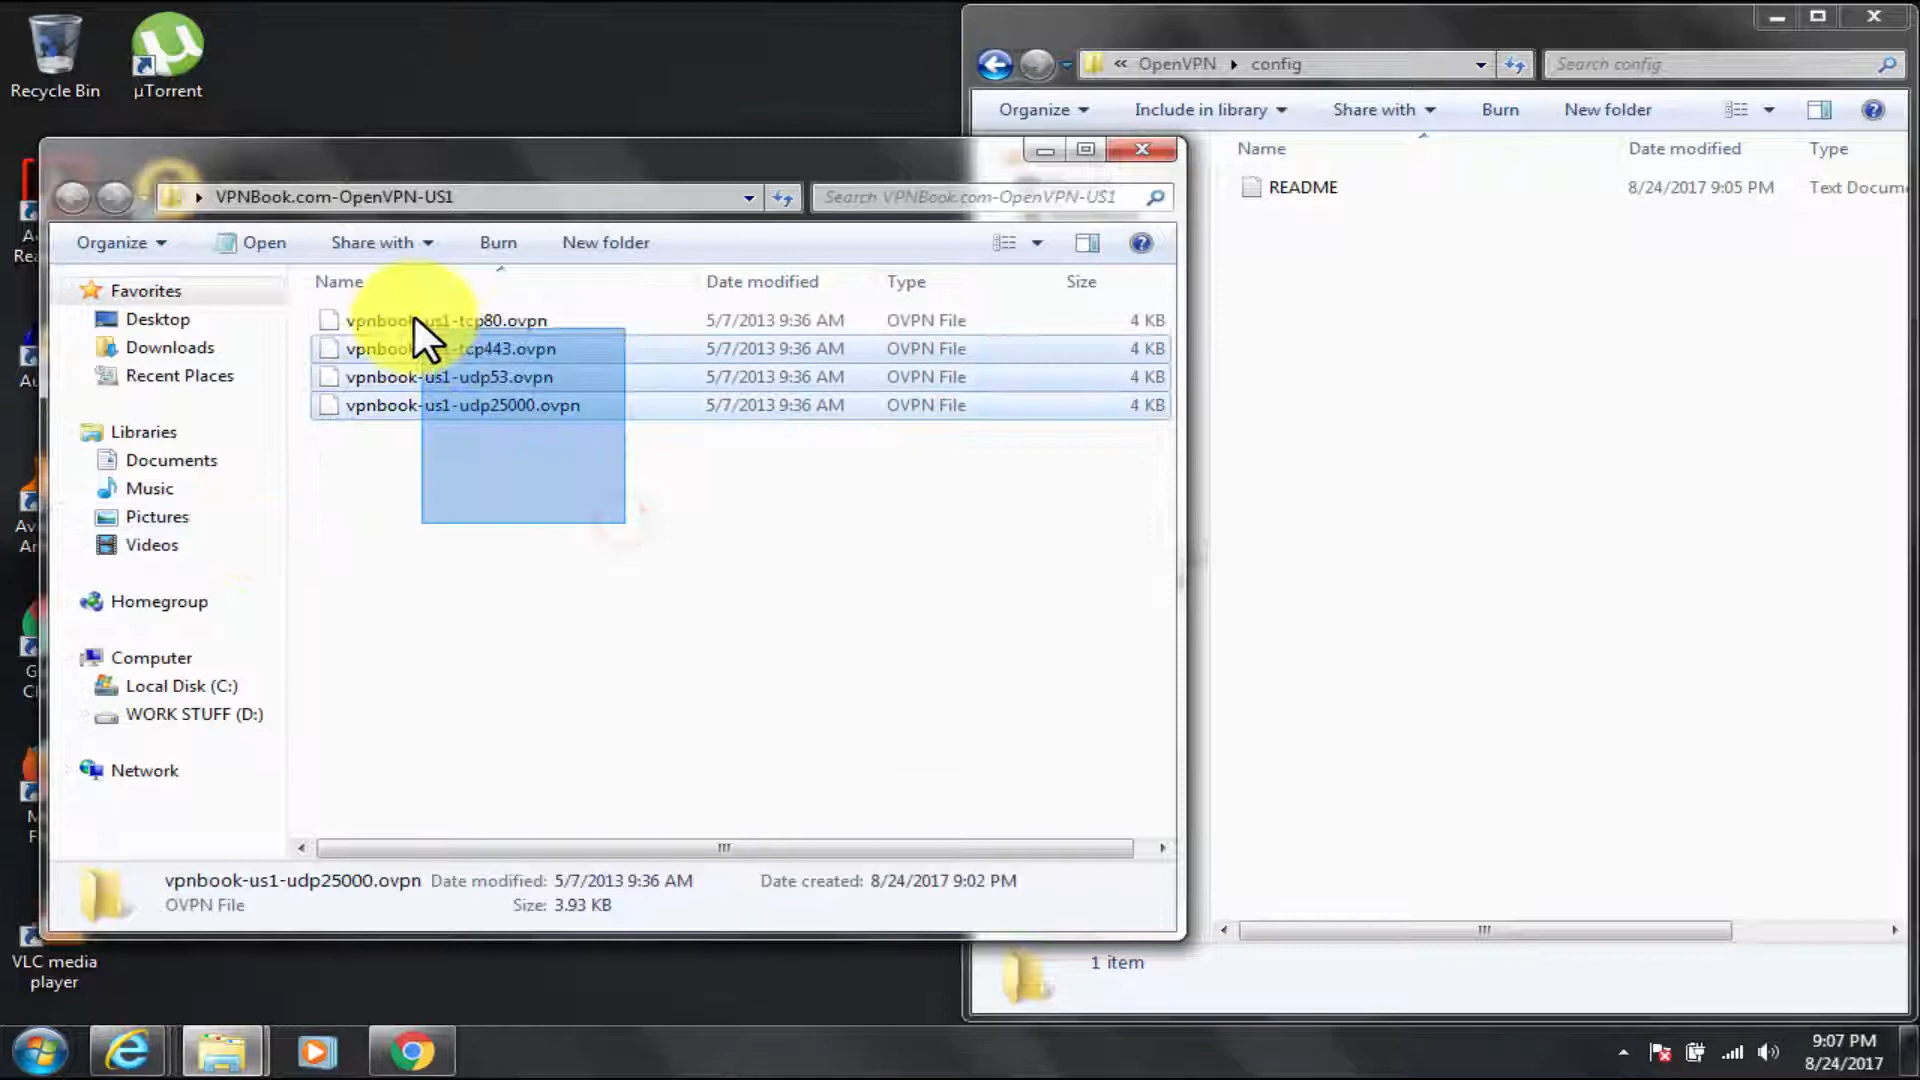 Recycle Bin
µTorrent
« OpenVPN config
Search config
Organize
Include in library
Share with
Burn
New folder
Name
Date modified
Type
README
8/24/2017 9:05 PM
Text Docum
1 item
VPNBook.com-OpenVPN-US1
Search VPNBook.com-OpenVPN-US1
Organize
Open
Share with
Burn
New folder
Favorites
Desktop
Downloads
Recent Places
Libraries
Documents
Music
Pictures
Videos
Homegroup
Computer
Local Disk (C:)
WORK STUFF (D:)
Network
Name Date modified Type Size
vpnbook-us1-tcp80.ovpn 5/7/2013 9:36 AM OVPN File 4 KB
vpnbook-us1-tcp443.ovpn 5/7/2013 9:36 AM OVPN File 4 KB
vpnbook-us1-udp53.ovpn 5/7/2013 9:36 AM OVPN File 4 KB
vpnbook-us1-udp25000.ovpn 5/7/2013 9:36 AM OVPN File 4 KB
vpnbook-us1-udp25000.ovpn Date modified: 5/7/2013 9:36 AM Date created: 8/24/2017 9:02 PM
OVPN File Size: 3.93 KB
VLC media
player
9:07 PM
8/24/2017